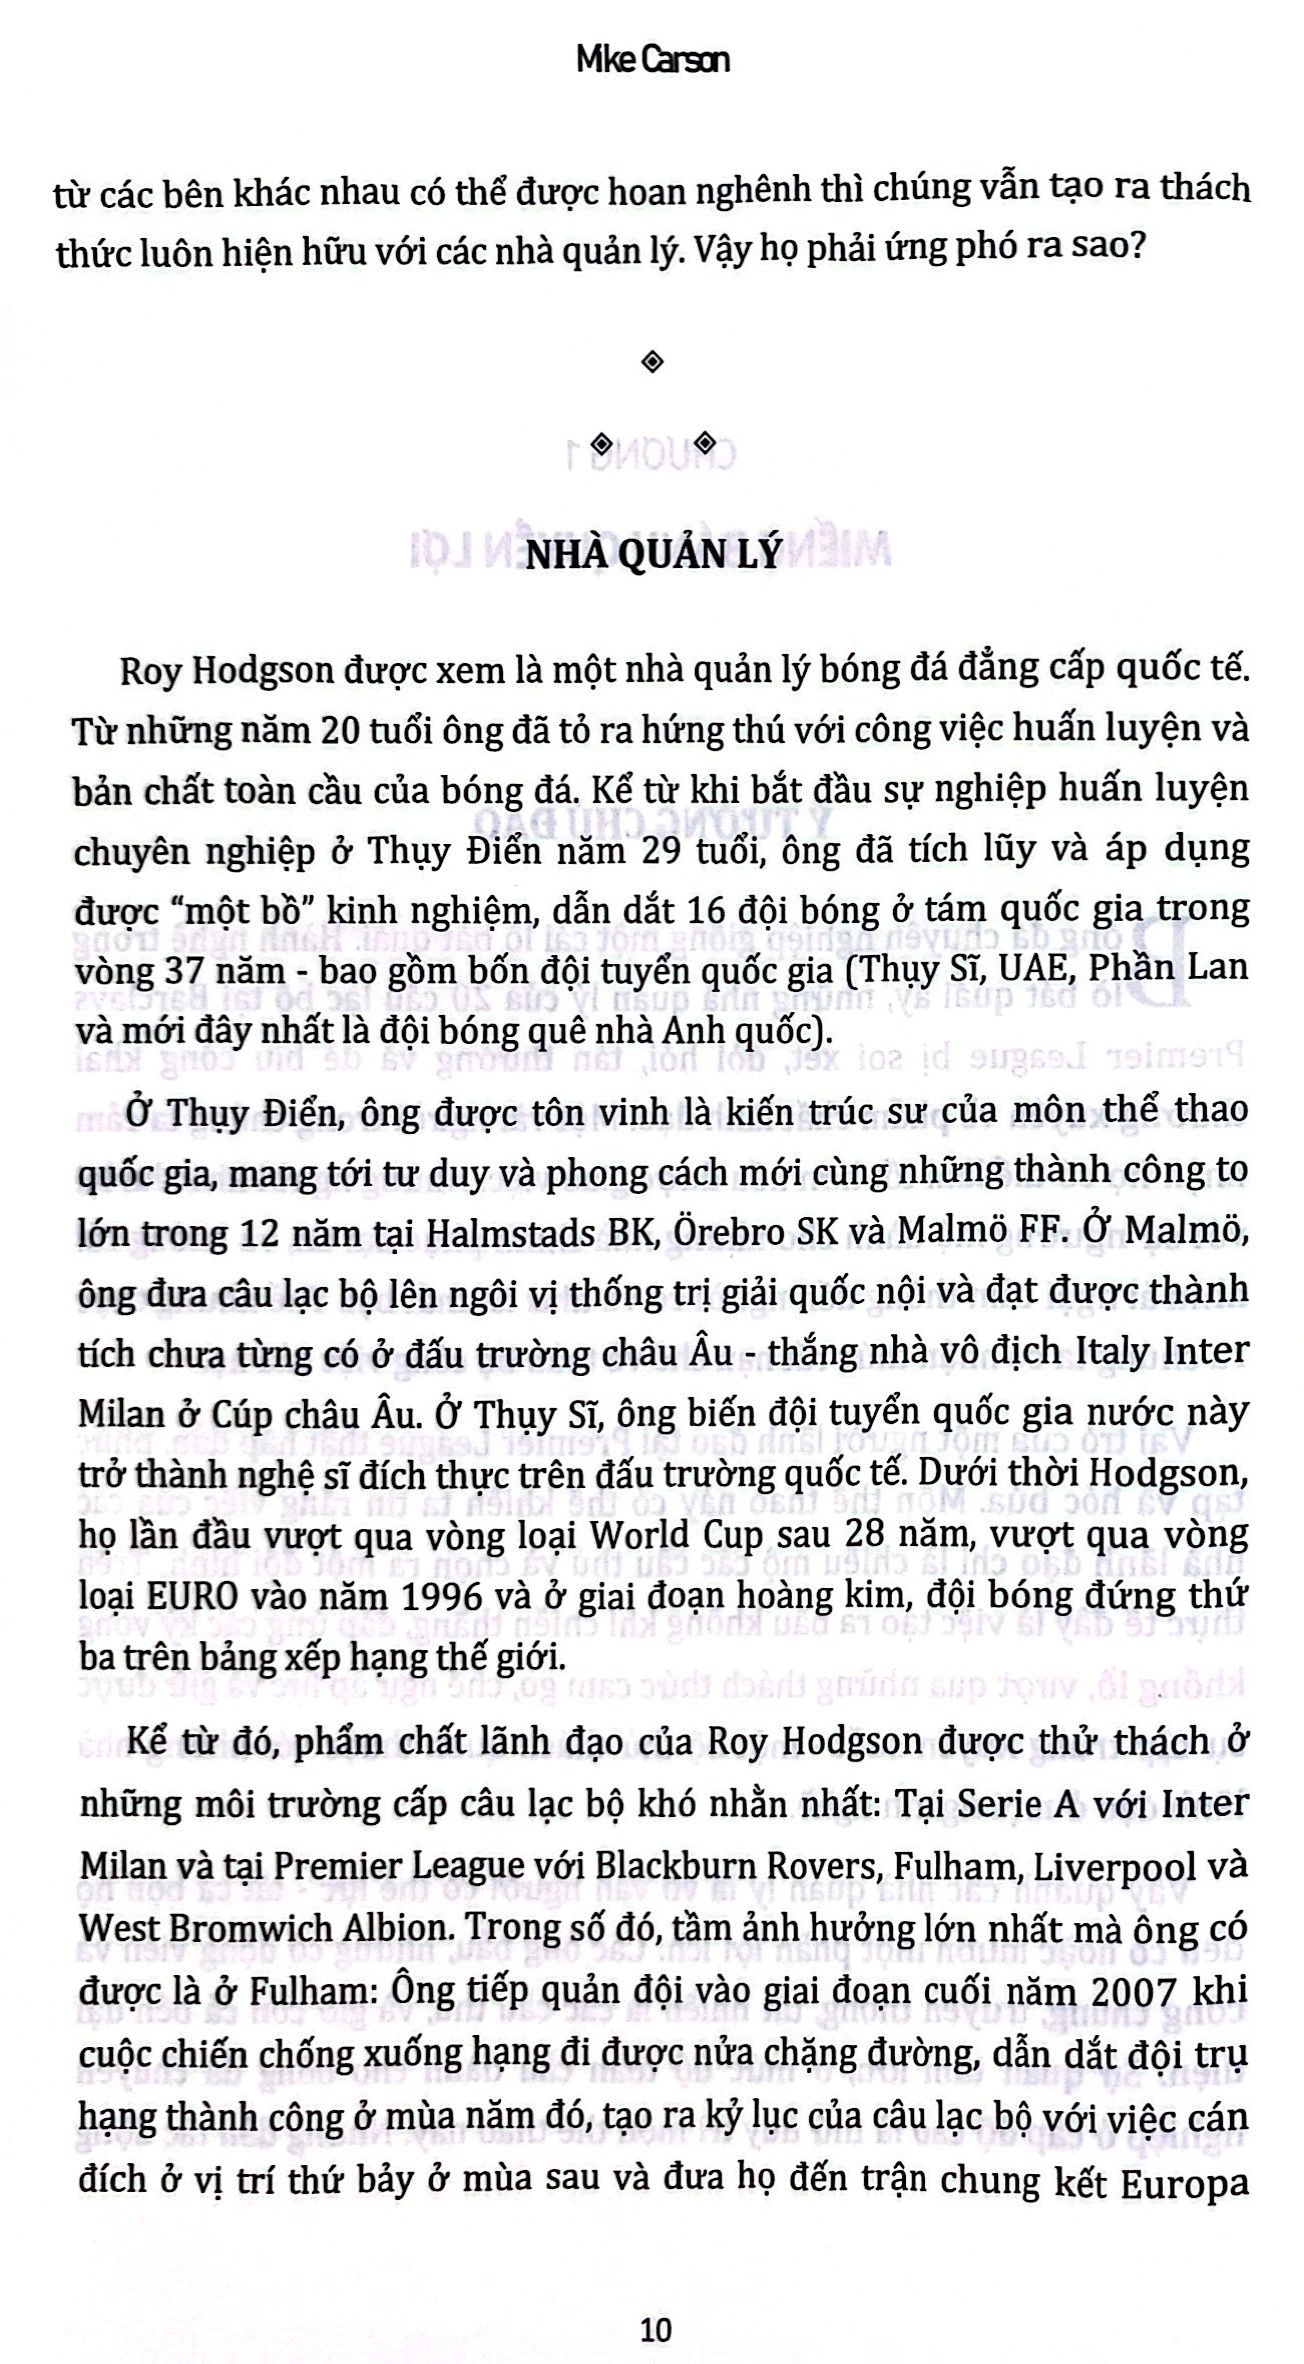 Mike Carson
từ các bên khác nhau có thể được hoan nghênh thì chúng vẫn tạo ra thách
thức luôn hiện hữu với các nhà quản lý. Vậy họ phải ứng phó ra sao?
NHÀ QUẢN LÝ
Roy Hodgson được xem là một nhà quản lý bóng đá đẳng cấp quốc tế.
Từ những năm 20 tuổi ông đã tỏ ra hứng thú với công việc huấn luyện và
bản chất toàn cầu của bóng đá. Kể từ khi bắt đầu sự nghiệp huấn luyện
chuyên nghiệp ở Thụy Điển năm 29 tuổi, ông đã tích lũy và áp dụng
được “một bồ” kinh nghiệm, dẫn dắt 16 đội bóng ở tám quốc gia trong
vòng 37 năm - bao gồm bốn đội tuyển quốc gia (Thụy Sĩ, UAE, Phần Lan
và mới đây nhất là đội bóng quê nhà Anh quốc).
Ở Thụy Điển, ông được tôn vinh là kiến trúc sư của môn thể thao
quốc gia, mang tới tư duy và phong cách mới cùng những thành công to
lớn trong 12 năm tại Halmstads BK, Örebro SK và Malmö FF. Ở Malmö,
ông đưa câu lạc bộ lên ngôi vị thống trị giải quốc nội và đạt được thành
tích chưa từng có ở đấu trường châu Âu - thắng nhà vô địch Italy Inter
Milan ở Cúp châu Âu. Ở Thụy Sĩ, ông biến đội tuyển quốc gia nước này
trở thành nghệ sĩ đích thực trên đấu trường quốc tế. Dưới thời Hodgson,
họ lần đầu vượt qua vòng loại World Cup sau 28 năm, vượt qua vòng
loại EURO vào năm 1996 và ở giai đoạn hoàng kim, đội bóng đứng thứ
ba trên bảng xếp hạng thế giới.
Kể từ đó, phẩm chất lãnh đạo của Roy Hodgson được thử thách ở
những môi trường cấp câu lạc bộ khó nhằn nhất: Tại Serie A với Inter
Milan và tại Premier League với Blackburn Rovers, Fulham, Liverpool và
West Bromwich Albion. Trong số đó, tầm ảnh hưởng lớn nhất mà ông có
được là ở Fulham: Ông tiếp quản đội vào giai đoạn cuối năm 2007 khi
cuộc chiến chống xuống hạng đi được nửa chặng đường, dẫn dắt đội trụ
hạng thành công ở mùa năm đó, tạo ra kỷ lục của câu lạc bộ với việc cán
đích ở vị trí thứ bảy ở mùa sau và đưa họ đến trận chung kết Europa
10